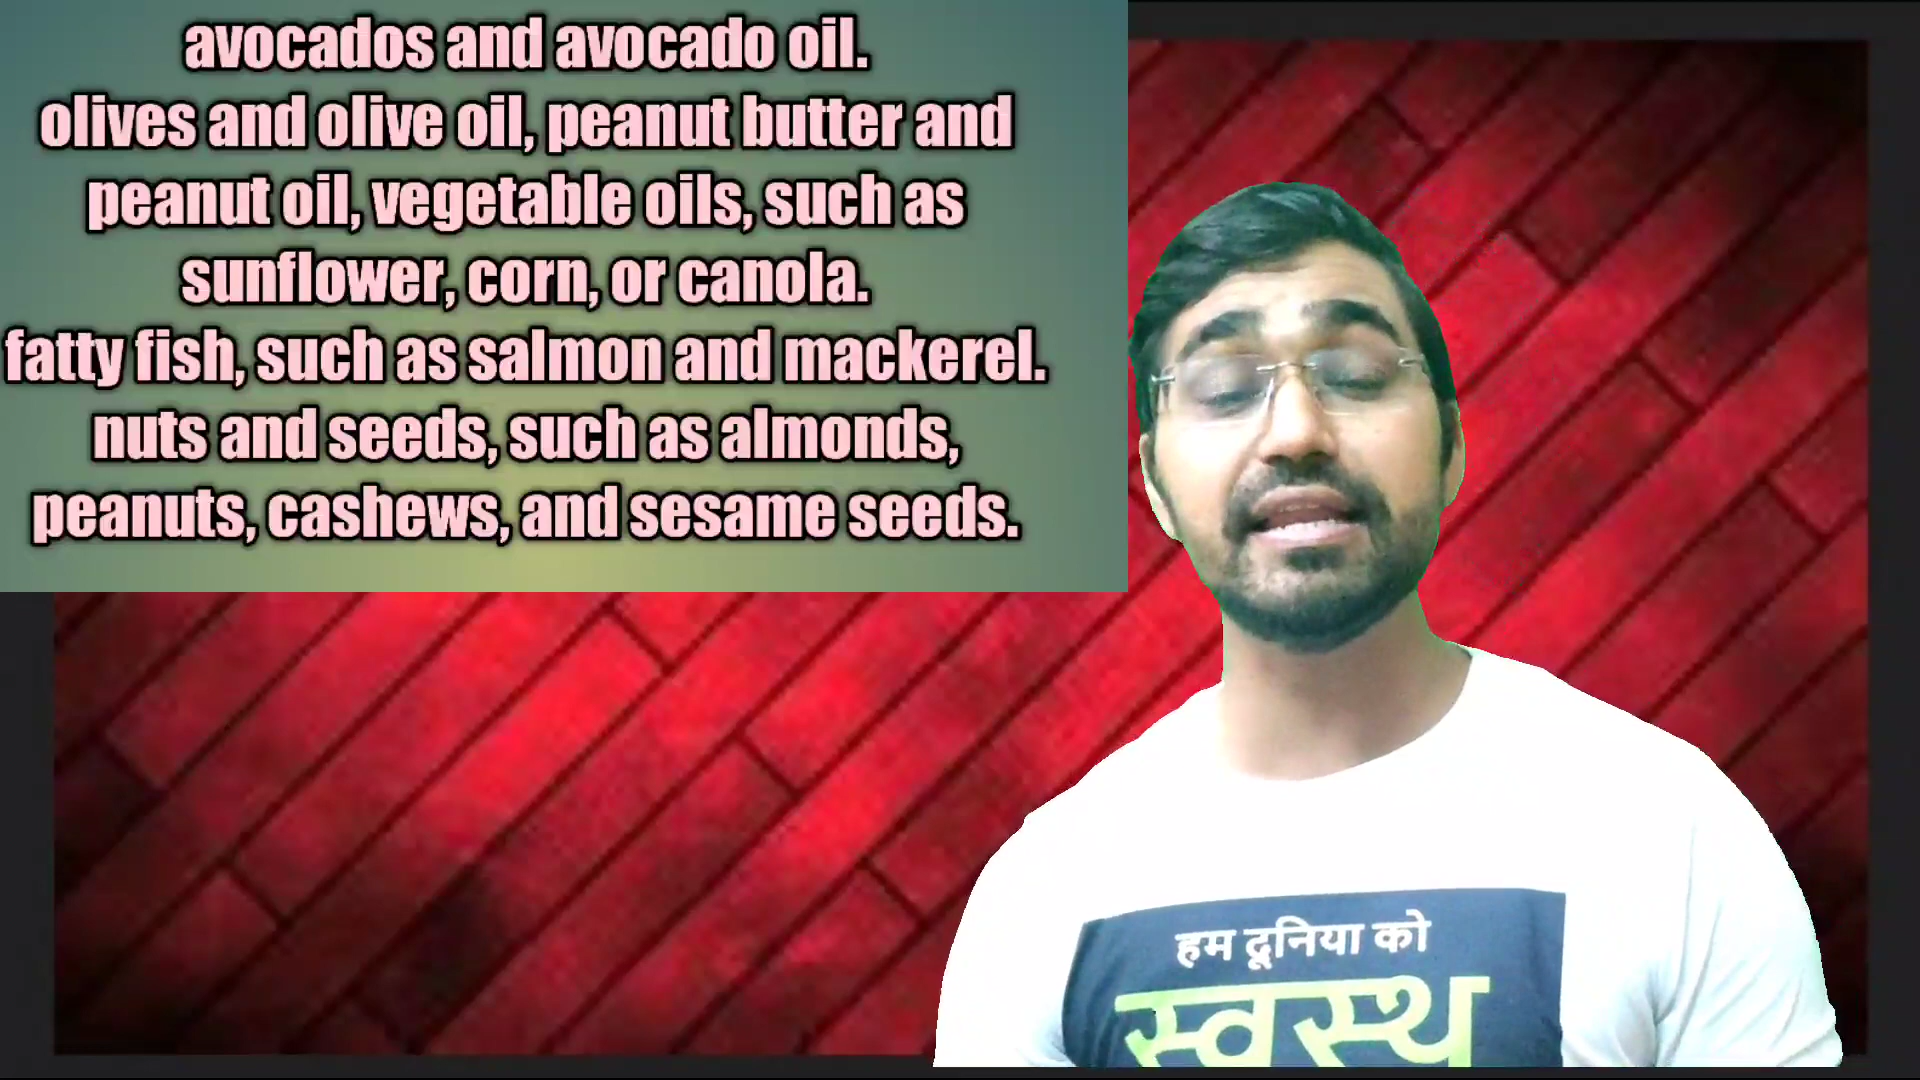 avocados and avocado oil.
olives and olive oil, peanut butter and
peanut oil, vegetable oils, such as
sunflower, corn, or canola.
fatty fish, such as salmon and mackerel.
nuts and seeds, such as almonds,
peanuts, cashews, and sesame seeds.
हम दूनिया को
स्वस्थ